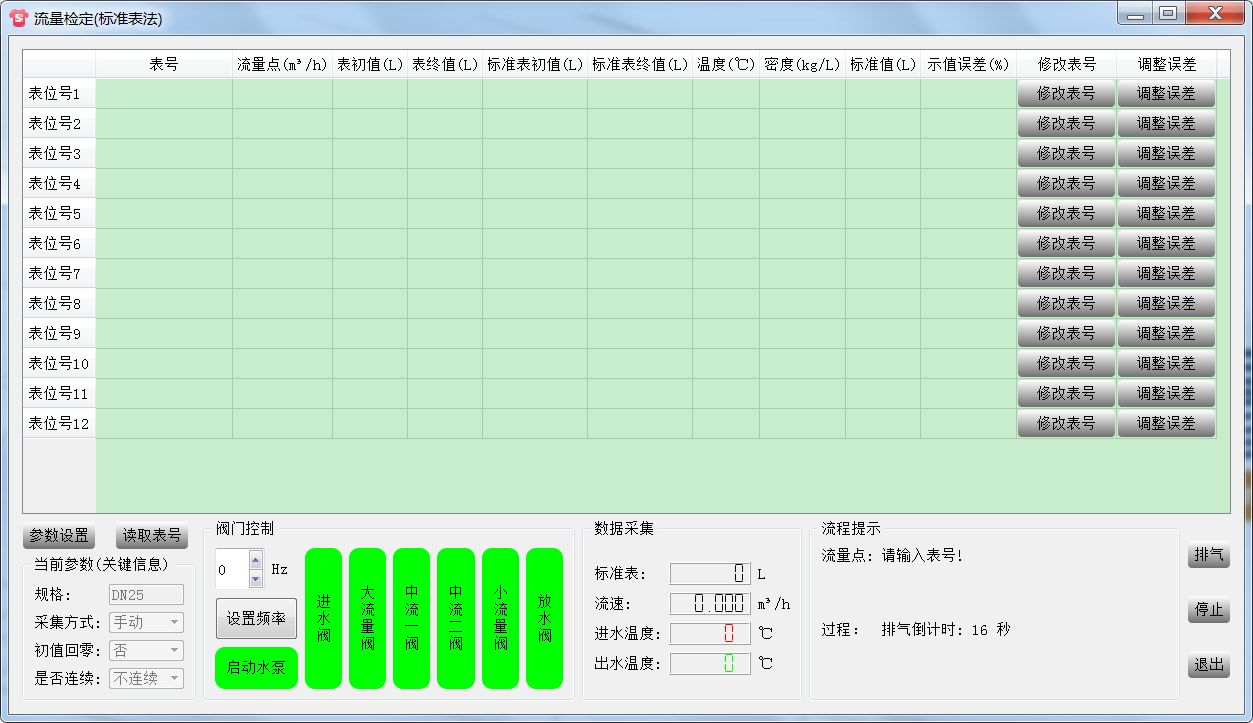 流量检定(标准表法)
表号 流量点(m³/h) 表初值(L) 表终值(L) 标准表初值(L) 标准表终值(L) 温度(℃) 密度(kg/L) 标准值(L) 示值误差(%) 修改表号 调整误差
表位号1 修改表号 调整误差
表位号2 修改表号 调整误差
表位号3 修改表号 调整误差
表位号4 修改表号 调整误差
表位号5 修改表号 调整误差
表位号6 修改表号 调整误差
表位号7 修改表号 调整误差
表位号8 修改表号 调整误差
表位号9 修改表号 调整误差
表位号10 修改表号 调整误差
表位号11 修改表号 调整误差
表位号12 修改表号 调整误差
参数设置 读取表号
当前参数(关键信息)
规格: DN25
采集方式: 手动
初值回零: 否
是否连续: 不连续
阀门控制
0 Hz
设置频率
启动水泵
进水阀
大流量阀
中流一阀
中流二阀
小流量阀
放水阀
数据采集
标准表: 0 L
流速: 0.000 m³/h
进水温度: 0 ℃
出水温度: 0 ℃
流程提示
流量点: 请输入表号!
过程: 排气倒计时: 16 秒
排气
停止
退出